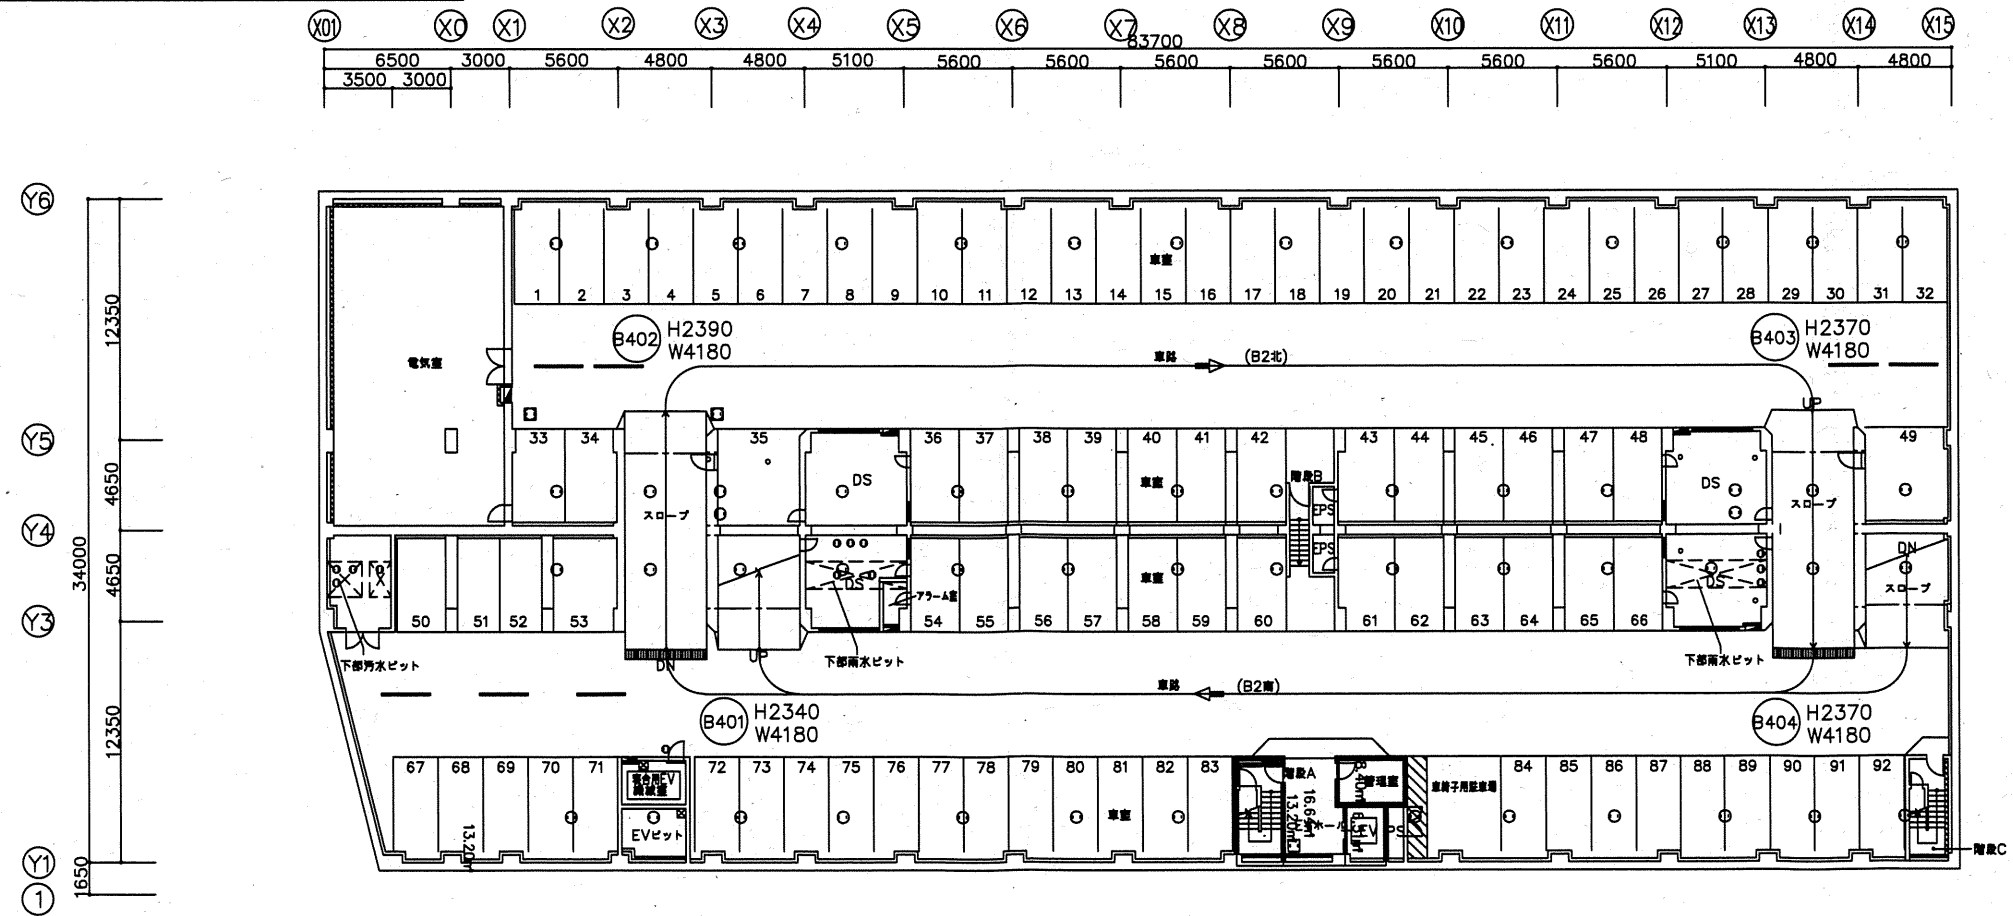 X01 X0 X1 X2 X3 X4 X5 X6 X7 X8 X9 X10 X11 X12 X13 X14 X15
83700
6500 3000 5600 4800 4800 5100 5600 5600 5600 5600 5600 5600 5600 5100 4800 4800
3500 3000
Y6
1 2 3 4 5 6 7 8 9 10 11 12 13 14 15 16 17 18 19 20 21 22 23 24 25 26 27 28 29 30 31 32
車室
12350
B402 H2390
W4180
B403 H2370
W4180
電気室
車路 (B2北)
UP
Y5
33 34 35 36 37 38 39 40 41 42 43 44 45 46 47 48 49
4650
スロープ
DS
車室
階段B
EPS
DS
スロープ
Y4
34000
4650
DS
アラーム室
車室
EPS
DS
DN
スロープ
Y3
50 51 52 53 54 55 56 57 58 59 60 61 62 63 64 65 66
下部汚水ピット
DN
UP
下部雨水ピット
下部雨水ピット
車路 (B2南)
12350
B401 H2340
W4180
B404 H2370
W4180
67 68 69 70 71 72 73 74 75 76 77 78 79 80 81 82 83 84 85 86 87 88 89 90 91 92
EVピット
車室
階段A
管理室
車椅子用駐車場
EV
PS
階段C
Y1
1650
1